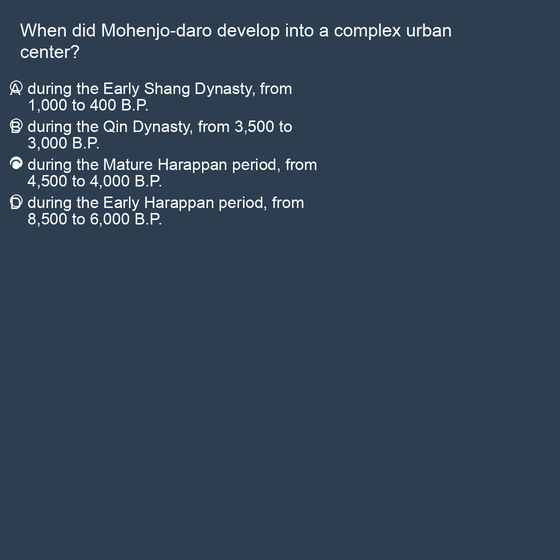 When did Mohenjo-daro develop into a complex urban
center?
A during the Early Shang Dynasty, from
1,000 to 400 B.P.
B during the Qin Dynasty, from 3,500 to
3,000 B.P.
during the Mature Harappan period, from
4,500 to 4,000 B.P.
D during the Early Harappan period, from
8,500 to 6,000 B.P.